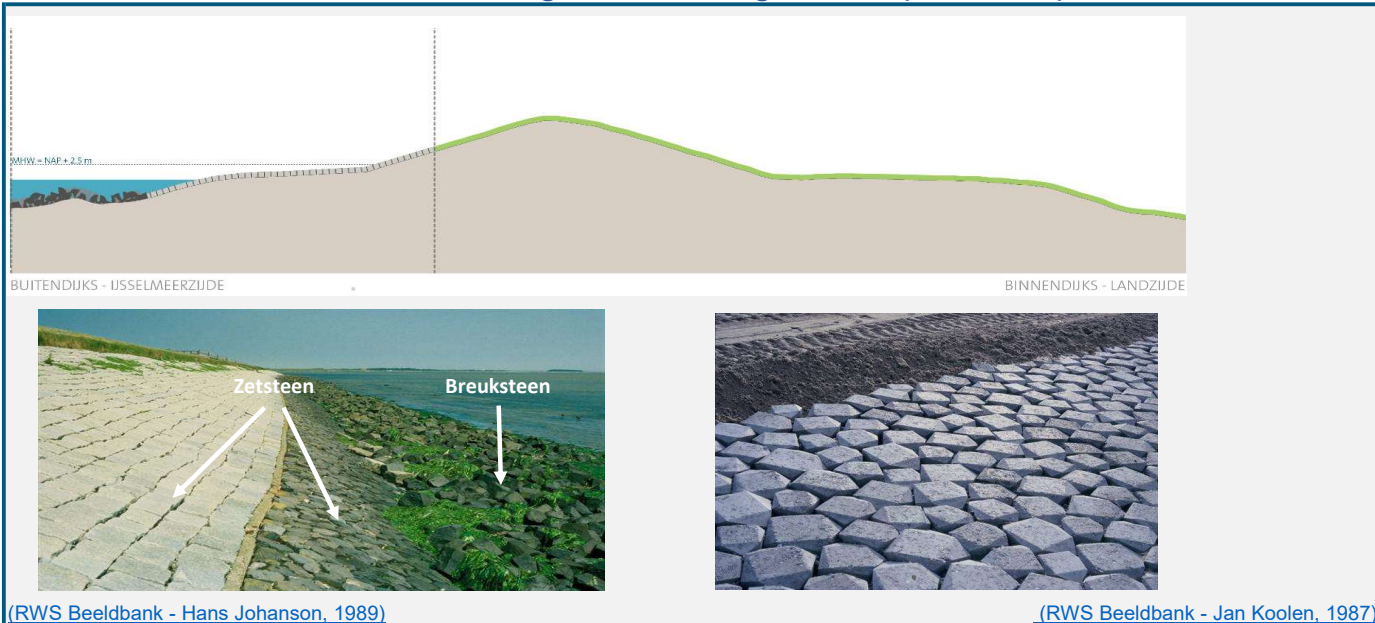 MHW = NAP + 2,5 m
BUITENDIJKS - IJSSELMEERZIJDE
BINNENDIJKS - LANDZIJDE
Zetsteen
Breuksteen
(RWS Beeldbank - Hans Johanson, 1989)
(RWS Beeldbank - Jan Koolen, 1987)